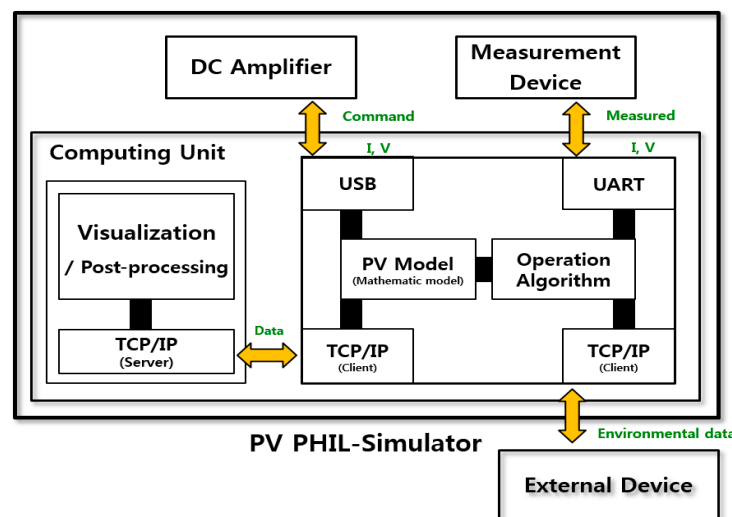 DC Amplifier
Measurement
Device
Command
Measured
I, V
I, V
Computing Unit
USB
UART
Visualization
/ Post-processing
PV Model
(Mathematic model)
Operation
Algorithm
Data
TCP/IP
(Server)
TCP/IP
(Client)
TCP/IP
(Client)
PV PHIL-Simulator
Environmental data
External Device